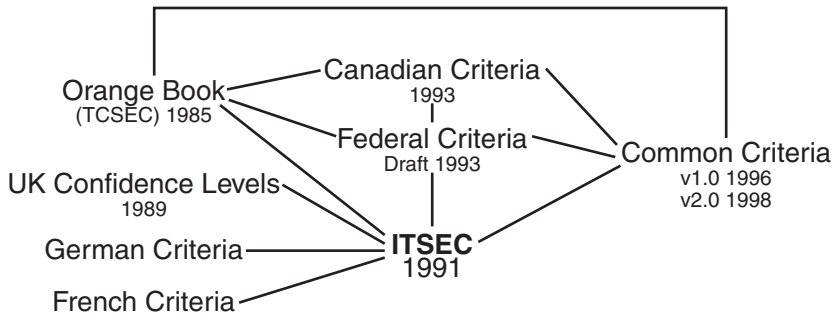 Orange Book
(TCSEC) 1985
Canadian Criteria
1993
Federal Criteria
Draft 1993
Common Criteria
v1.0 1996
v2.0 1998
UK Confidence Levels
1989
ITSEC
1991
German Criteria
French Criteria